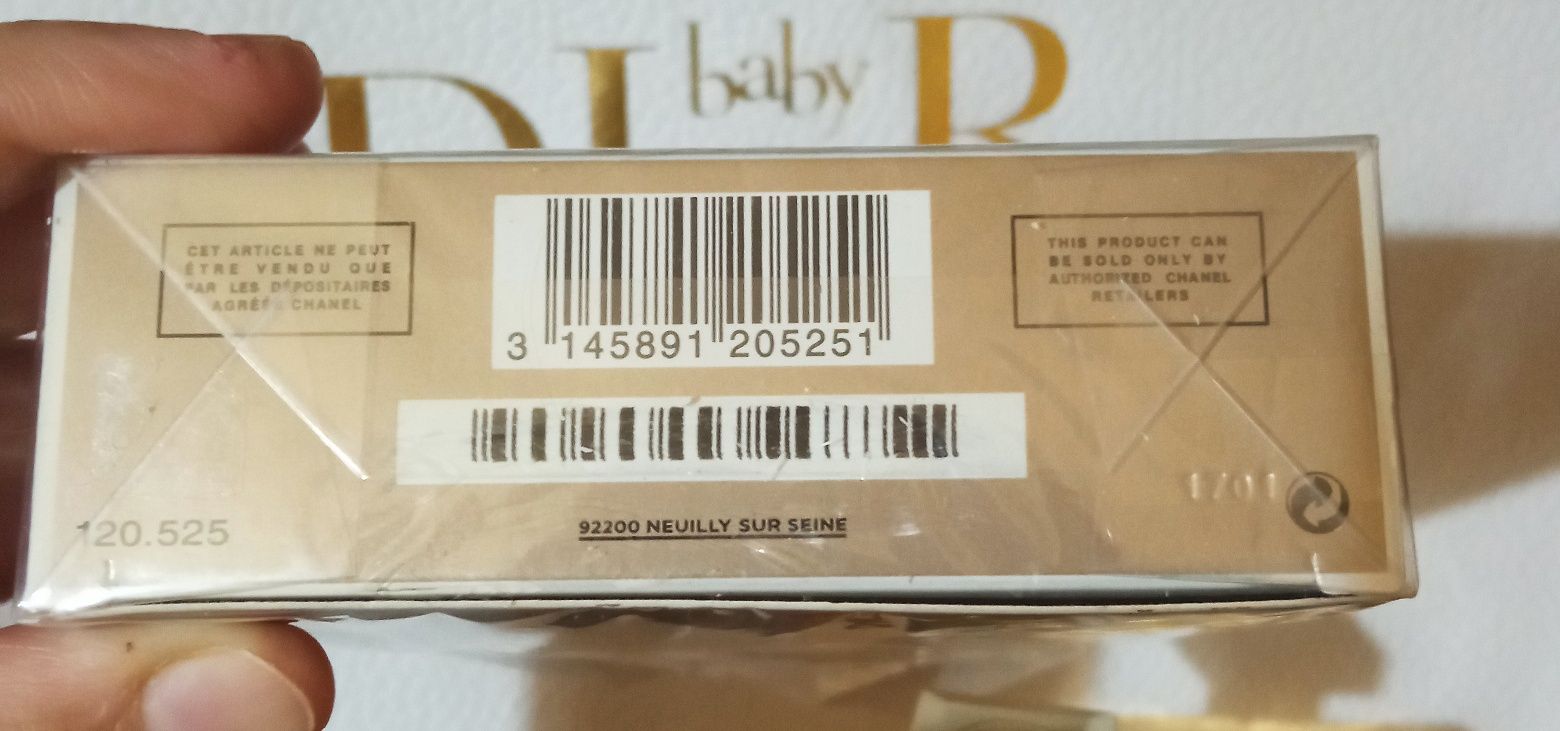 DI R
baby
CET ARTICLE NE PEUT
ÊTRE VENDU QUE
PAR LES DÉPOSITAIRES
AGRÉÉS CHANEL
3 145891 205251
THIS PRODUCT CAN
BE SOLD ONLY BY
AUTHORIZED CHANEL
RETAILERS
120.525
92200 NEUILLY SUR SEINE